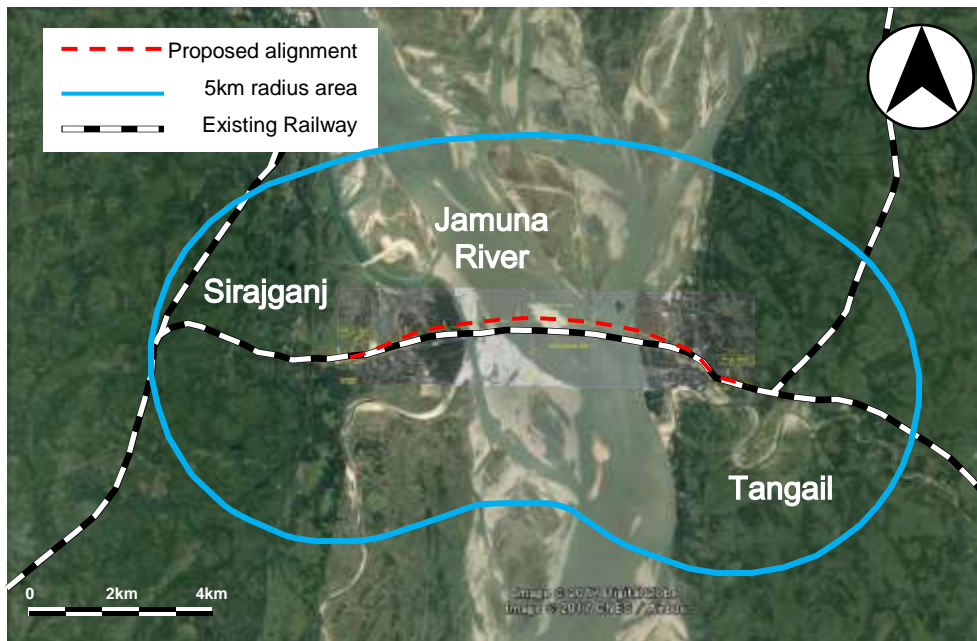 Proposed alignment
5km radius area
Existing Railway
Jamuna
River
Sirajganj
Tangail
0 2km 4km